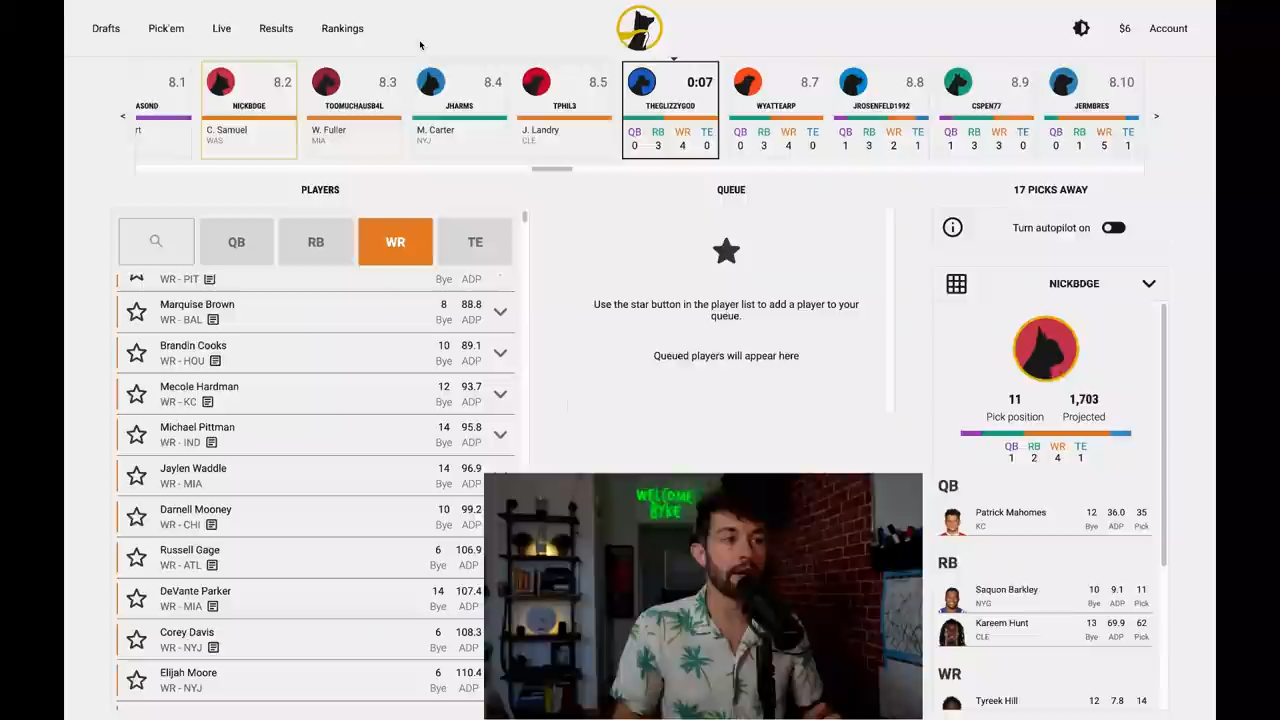 Drafts Pick'em Live Results Rankings $6 Account
8.1 8.2 8.3 8.4 8.5 0:07 8.7 8.8 8.9 8.10
ASOND NICKBDGE TOOMUCHAUSB4L JHARMS TPHIL3 THEGLIZZYGOD WYATTEARP JROSENFELD1992 CSPEN77 JERMBRES
rt C. Samuel W. Fuller M. Carter J. Landry QB RB WR TE QB RB WR TE QB RB WR TE QB RB WR TE QB RB WR TE
WAS MIA NYJ CLE 0 3 4 0 0 3 4 0 1 3 2 1 1 3 3 0 0 1 5 1
< >
PLAYERS QUEUE 17 PICKS AWAY
QB RB WR TE
Turn autopilot on
WR - PIT Bye ADP
Marquise Brown 8 88.8
WR - BAL Bye ADP
Brandin Cooks 10 89.1
WR - HOU Bye ADP
Mecole Hardman 12 93.7
WR - KC Bye ADP
Michael Pittman 14 95.8
WR - IND Bye ADP
Jaylen Waddle 14 96.9
WR - MIA Bye ADP
Darnell Mooney 10 99.2
WR - CHI Bye ADP
Russell Gage 6 106.9
WR - ATL Bye ADP
DeVante Parker 14 107.4
WR - MIA Bye ADP
Corey Davis 6 108.3
WR - NYJ Bye ADP
Elijah Moore 6 110.4
WR - NYJ Bye ADP
Use the star button in the player list to add a player to your
queue.
Queued players will appear here
WELCOME
BYKE
NICKBDGE
11 1,703
Pick position Projected
QB RB WR TE
1 2 4 1
QB
Patrick Mahomes 12 36.0 35
KC Bye ADP Pick
RB
Saquon Barkley 10 9.1 11
NYG Bye ADP Pick
Kareem Hunt 13 69.9 62
CLE Bye ADP Pick
WR
Tyreek Hill 12 7.8 14